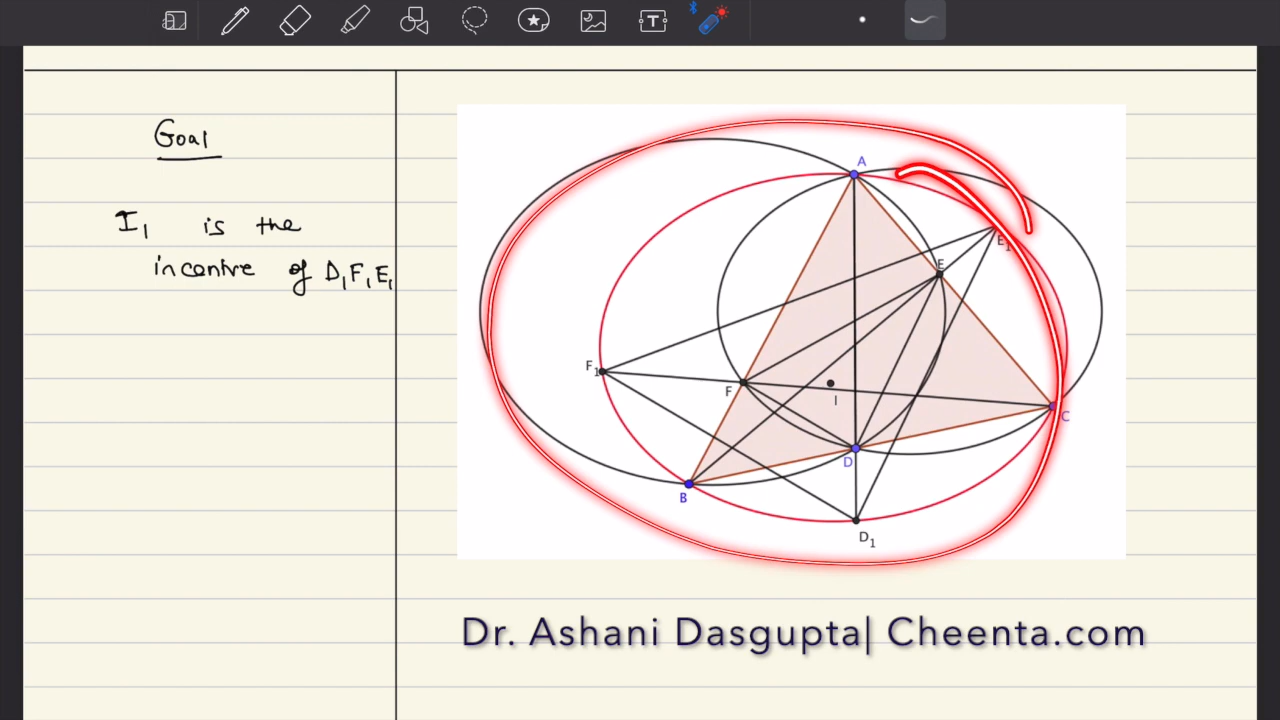 Goal
I₁ is the
incentre of D₁F₁E₁
A
E₁
E
F₁
F
I
C
D
B
D₁
Dr. Ashani Dasgupta| Cheenta.com